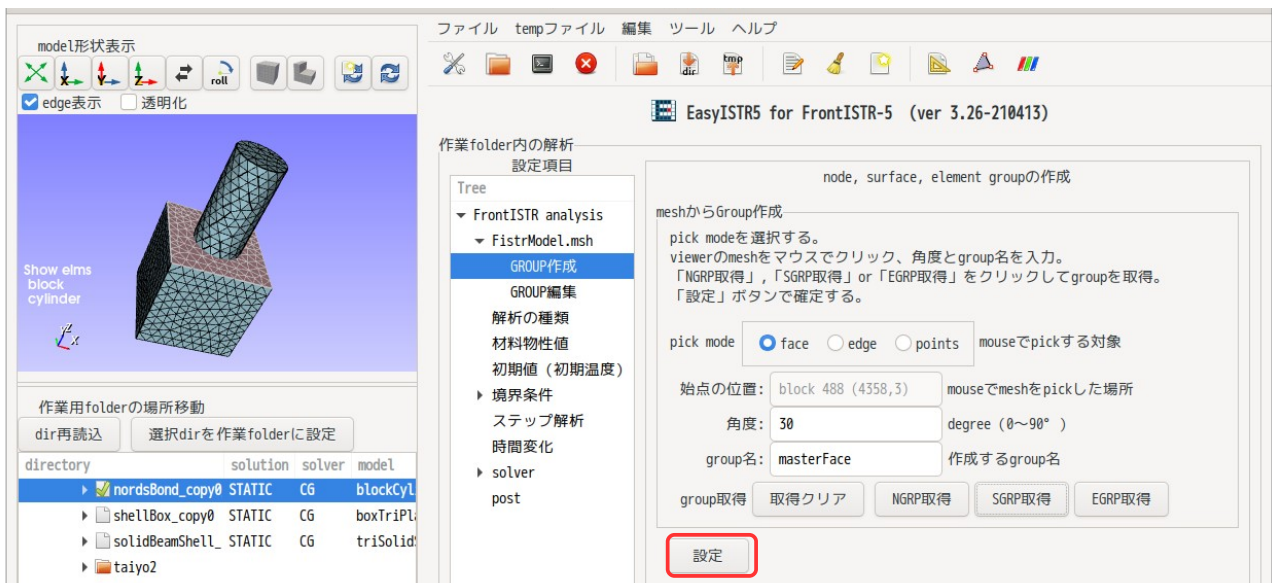 model形状表示
roll
edge表示 透明化
Show elms
block
cylinder
作業用folderの場所移動
dir再読込 選択dirを作業folderに設定
directory solution solver model
nordsBond_copy0 STATIC CG blockCyl
shellBox_copy0 STATIC CG boxTriPl
solidBeamShell_ STATIC CG triSolid
taiyo2
ファイル tempファイル 編集 ツール ヘルプ
dir tmp
EasyISTR5 for FrontISTR-5 (ver 3.26-210413)
作業folder内の解析
設定項目
Tree
FrontISTR analysis
FistrModel.msh
GROUP作成
GROUP編集
解析の種類
材料物性値
初期値 (初期温度)
境界条件
ステップ解析
時間変化
solver
post
node, surface, element groupの作成
meshからGroup作成
pick modeを選択する。
viewerのmeshをマウスでクリック、角度とgroup名を入力。
「NGRP取得」,「SGRP取得」or「EGRP取得」をクリックしてgroupを取得。
「設定」ボタンで確定する。
pick mode face edge points mouseでpickする対象
始点の位置: block 488 (4358,3) mouseでmeshをpickした場所
角度: 30 degree (0～90° )
group名: masterFace 作成するgroup名
group取得 取得クリア NGRP取得 SGRP取得 EGRP取得
設定